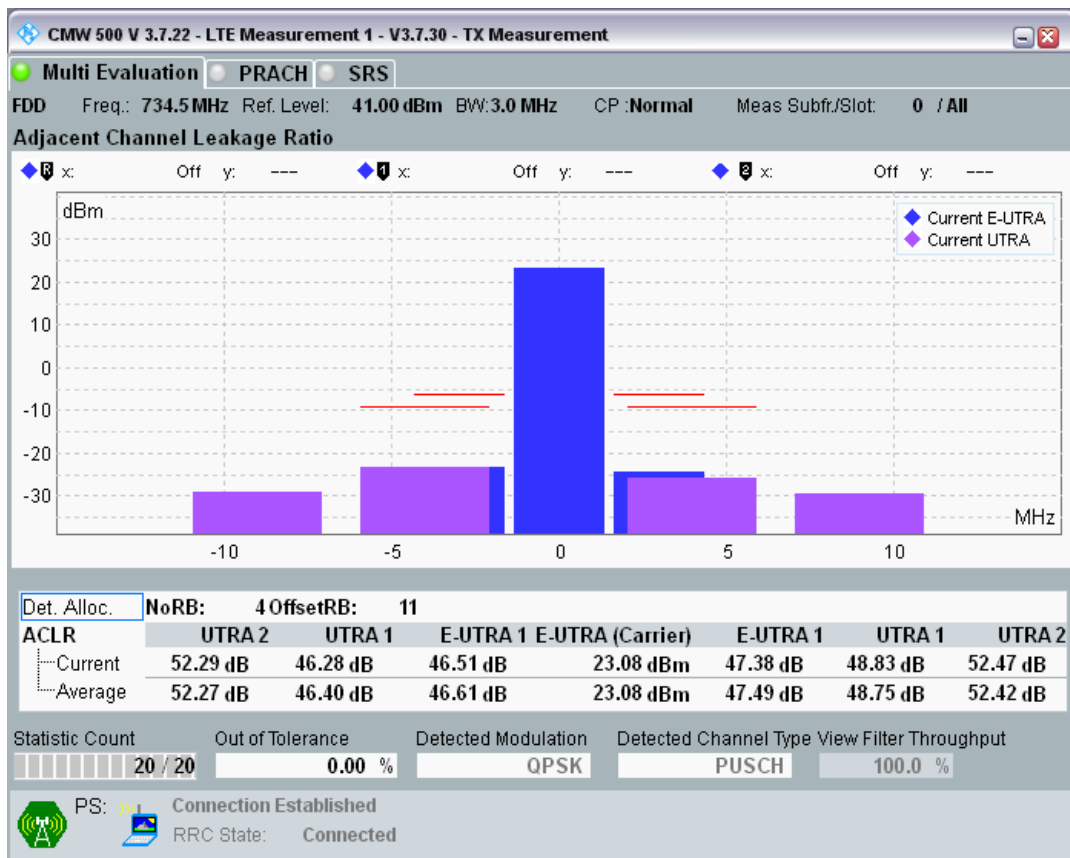 CMW 500 V 3.7.22 - LTE Measurement 1 - V3.7.30 - TX Measurement
Multi Evaluation PRACH SRS
FDD Freq.: 734.5 MHz Ref. Level: 41.00 dBm BW: 3.0 MHz CP :Normal Meas Subfr./Slot: 0 / All
Adjacent Channel Leakage Ratio
R x: Off y: --- 1 x: Off y: --- 2 x: Off y: ---
dBm
Current E-UTRA
Current UTRA
30
20
10
0
-10
-20
-30
MHz
-10 -5 0 5 10
Det. Alloc. NoRB: 4 OffsetRB: 11
ACLR UTRA 2 UTRA 1 E-UTRA 1 E-UTRA (Carrier) E-UTRA 1 UTRA 1 UTRA 2
Current 52.29 dB 46.28 dB 46.51 dB 23.08 dBm 47.38 dB 48.83 dB 52.47 dB
Average 52.27 dB 46.40 dB 46.61 dB 23.08 dBm 47.49 dB 48.75 dB 52.42 dB
Statistic Count Out of Tolerance Detected Modulation Detected Channel Type View Filter Throughput
20 / 20 0.00 % QPSK PUSCH 100.0 %
PS: Connection Established
RRC State: Connected